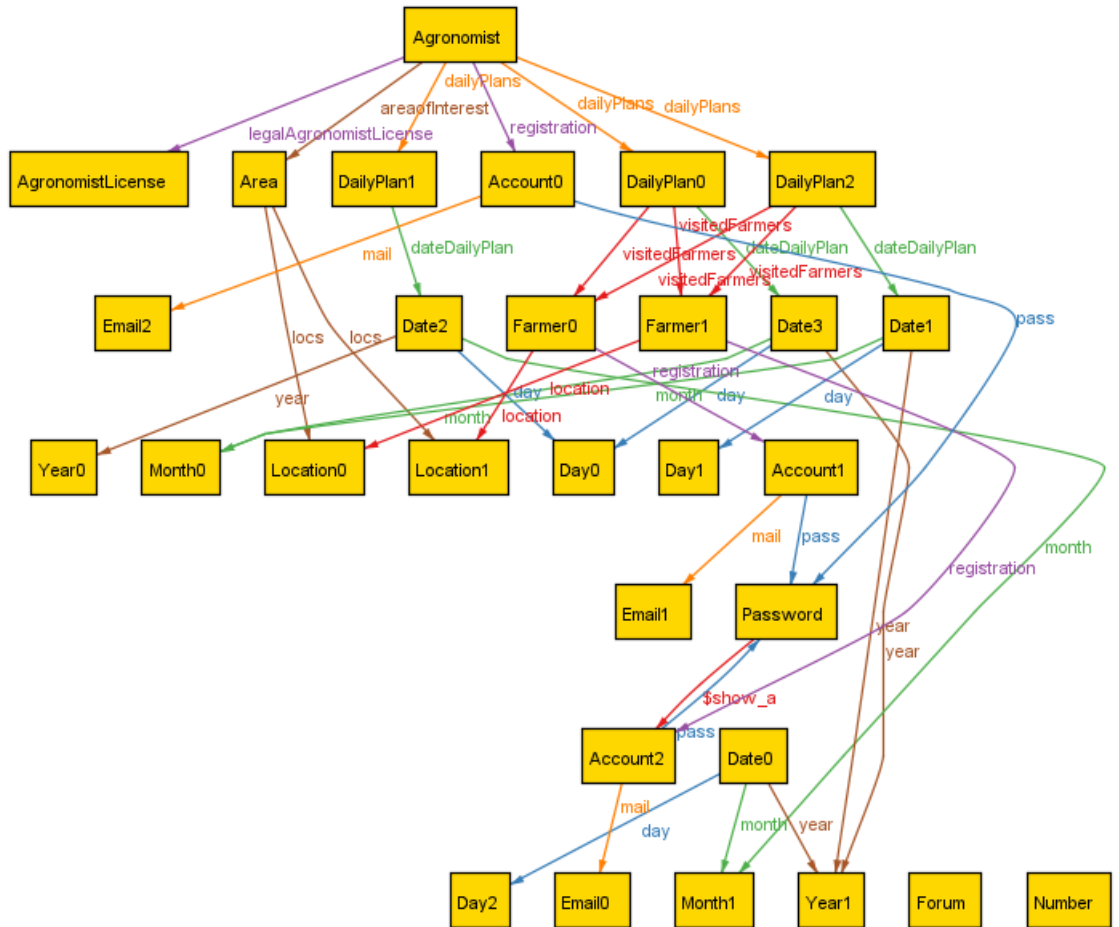 Agronomist
dailyPlans
areaofInterest
dailyPlans
dailyPlans
legalAgronomistLicense
registration
AgronomistLicense
Area
DailyPlan1
Account0
DailyPlan0
DailyPlan2
visitedFarmers
mail
dateDailyPlan
visitedFarmers
dateDailyPlan
dateDailyPlan
visitedFarmers
visitedFarmers
Email2
Date2
Farmer0
Farmer1
Date3
Date1
pass
locs
locs
registration
year
day
location
month
day
day
month
location
Year0
Month0
Location0
Location1
Day0
Day1
Account1
mail
pass
month
registration
Email1
Password
year
year
$show_a
pass
Account2
Date0
mail
day
month
year
Day2
Email0
Month1
Year1
Forum
Number